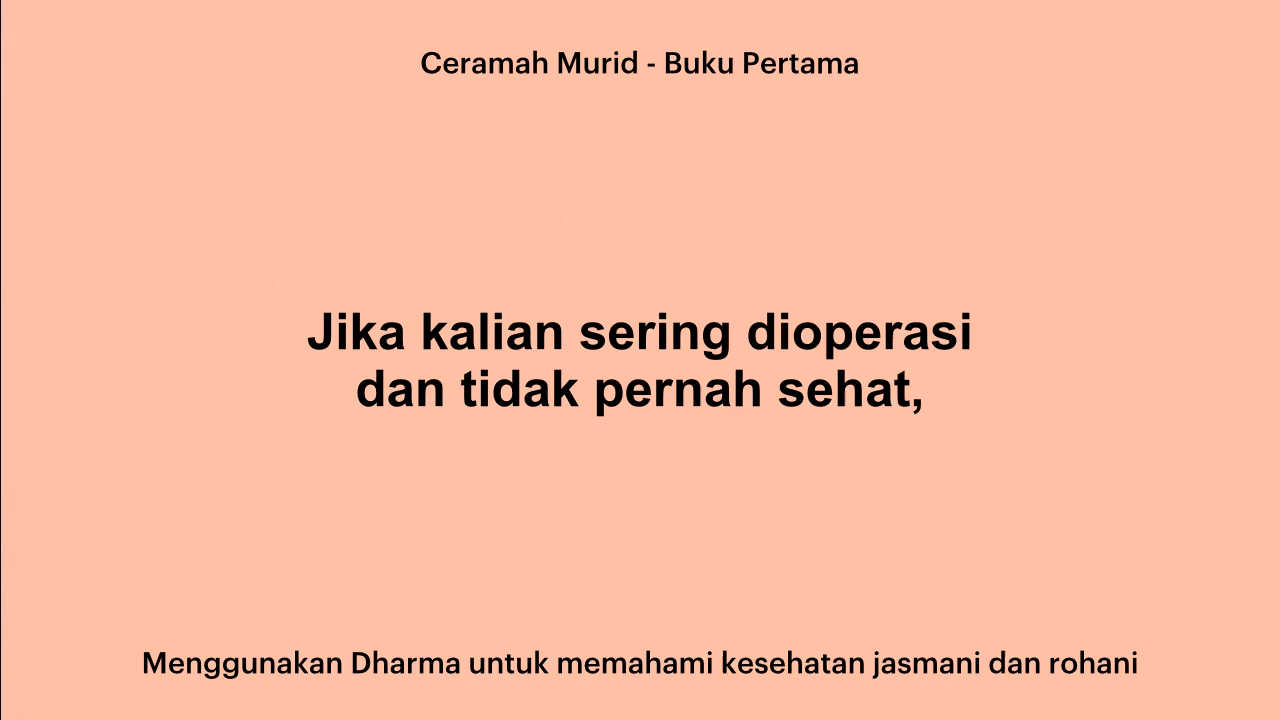 Ceramah Murid - Buku Pertama
Jika kalian sering dioperasi
dan tidak pernah sehat,
Menggunakan Dharma untuk memahami kesehatan jasmani dan rohani